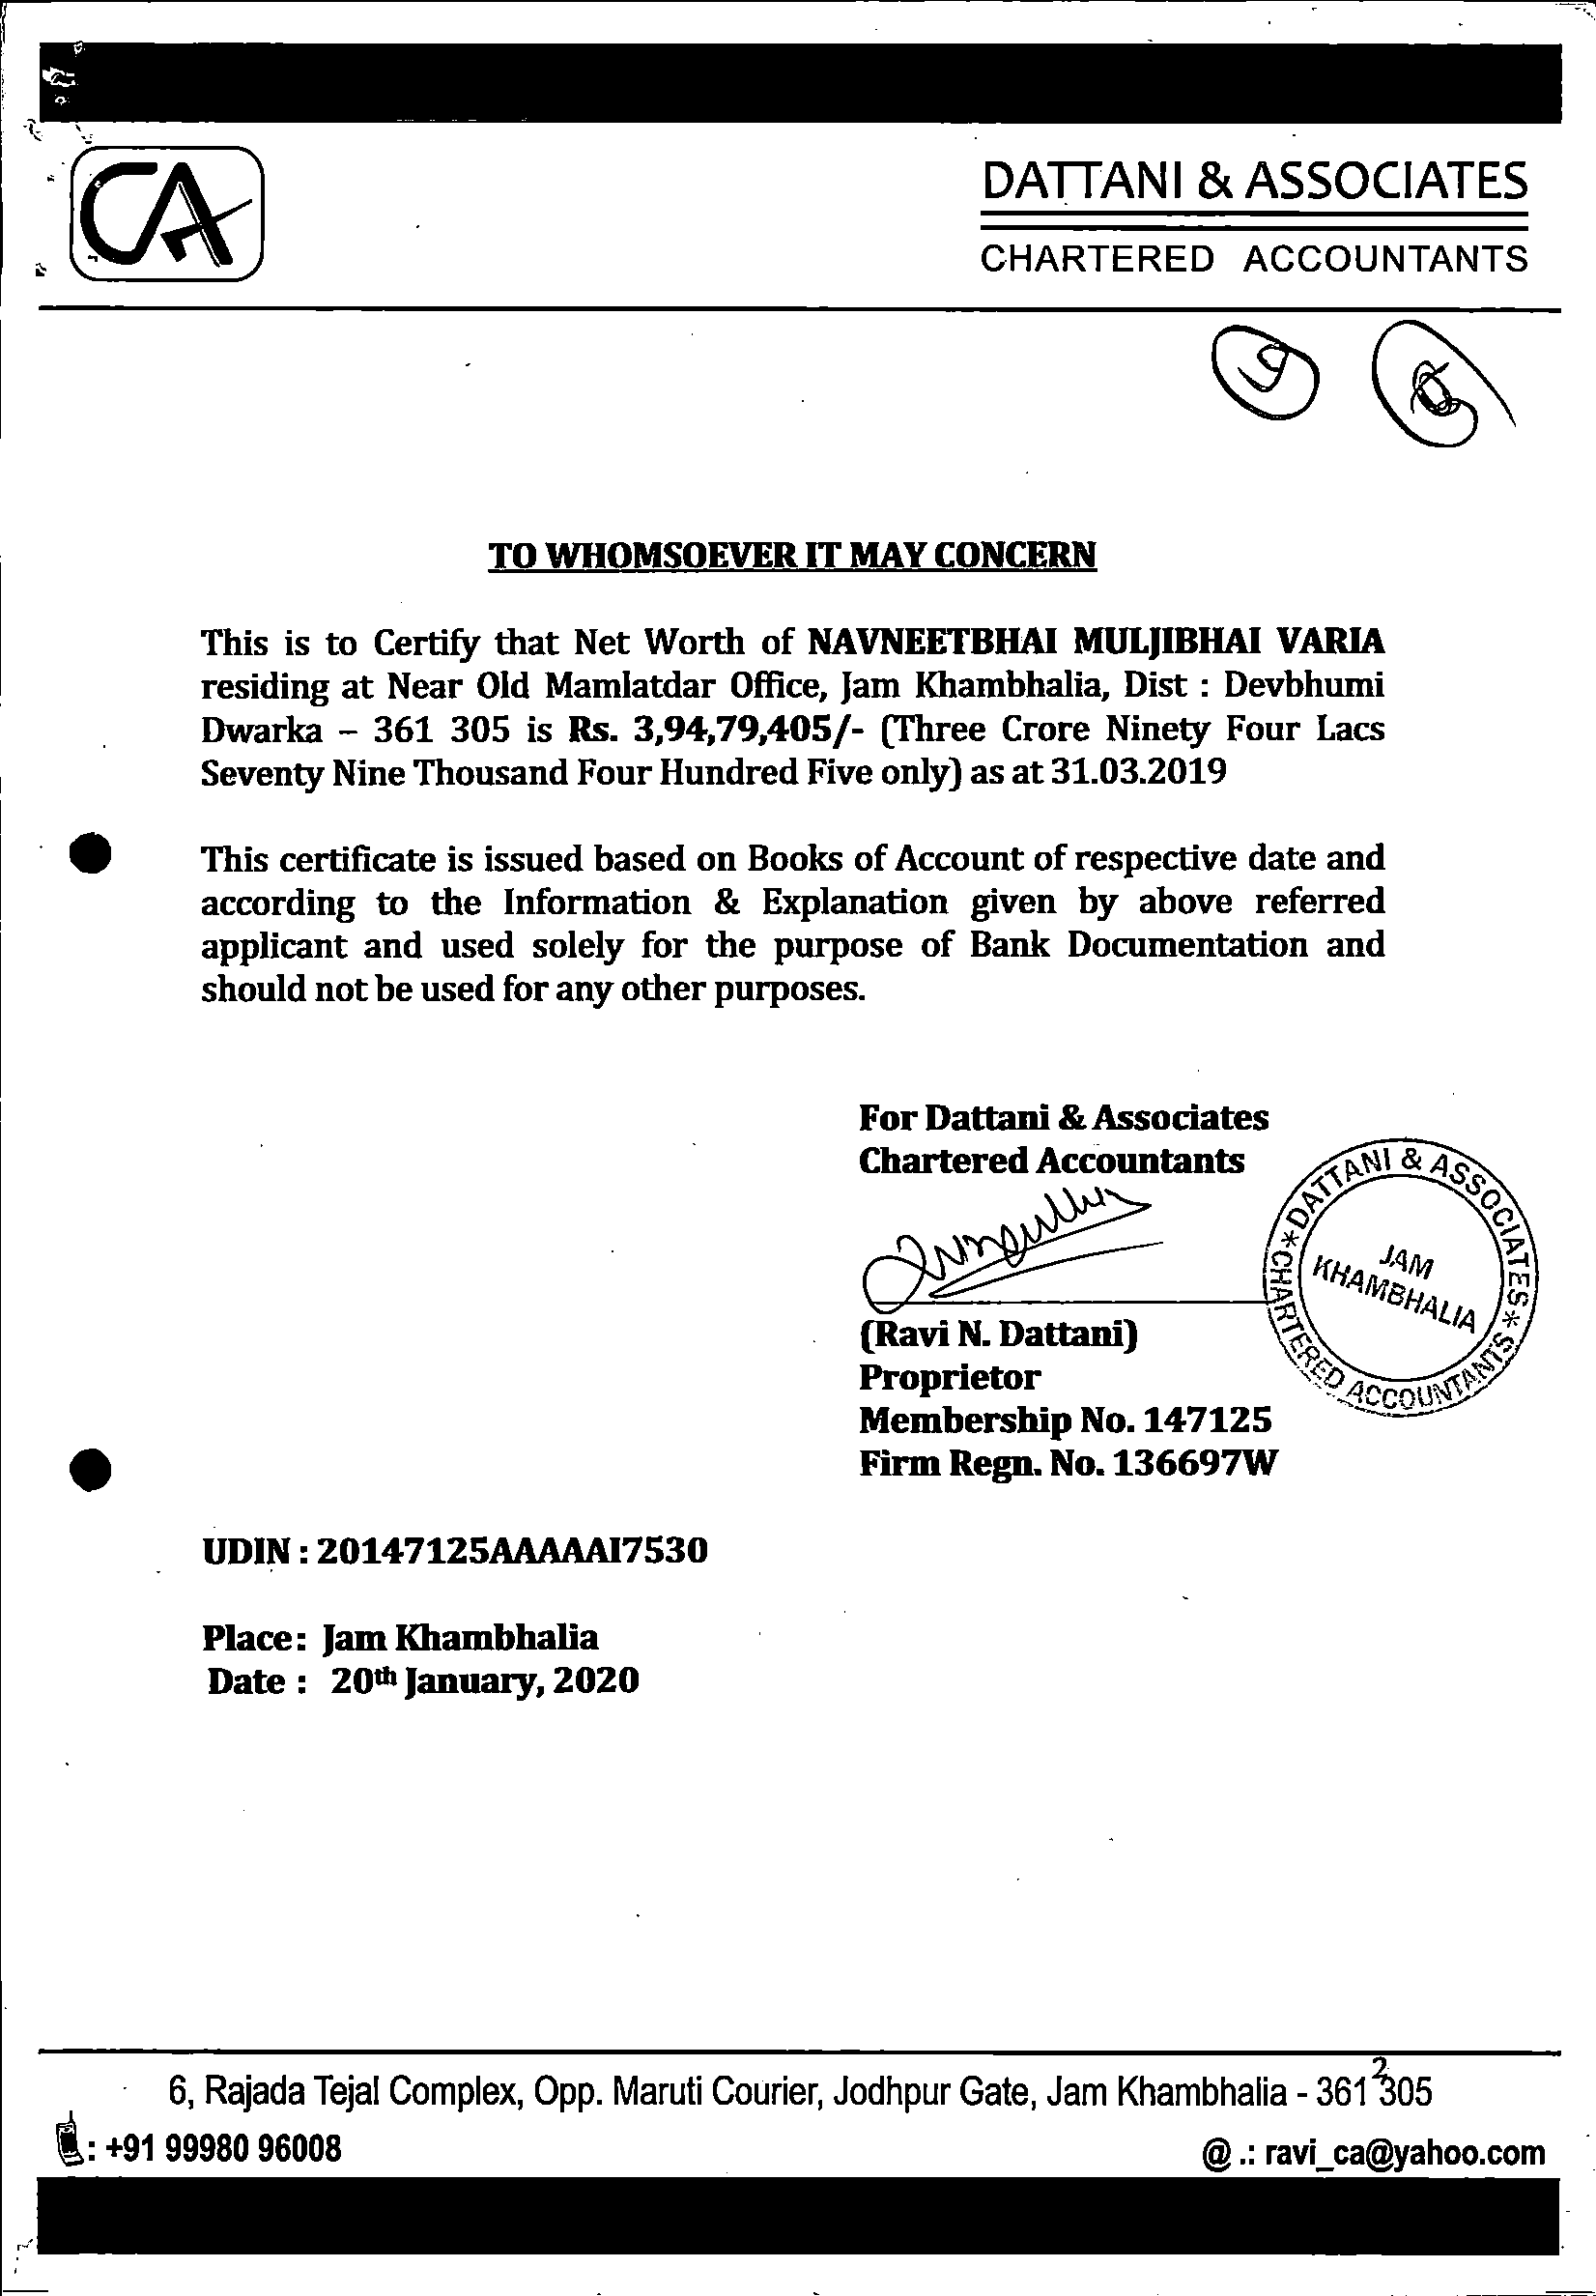 CA
DATTANI & ASSOCIATES
CHARTERED ACCOUNTANTS
TO WHOMSOEVER IT MAY CONCERN
This is to Certify that Net Worth of NAVNEETBHAI MULJIBHAI VARIA
residing at Near Old Mamlatdar Office, Jam Khambhalia, Dist : Devbhumi
Dwarka – 361 305 is Rs. 3,94,79,405/- (Three Crore Ninety Four Lacs
Seventy Nine Thousand Four Hundred Five only) as at 31.03.2019
This certificate is issued based on Books of Account of respective date and
according to the Information & Explanation given by above referred
applicant and used solely for the purpose of Bank Documentation and
should not be used for any other purposes.
For Dattani & Associates
Chartered Accountants
DATTANI & ASSOCIATES * CHARTERED ACCOUNTANTS *
JAM
KHAMBHALIA
(Ravi N. Dattani)
Proprietor
Membership No. 147125
Firm Regn. No. 136697W
UDIN : 20147125AAAAAI7530
Place: Jam Khambhalia
Date : 20th January, 2020
2
6, Rajada Tejal Complex, Opp. Maruti Courier, Jodhpur Gate, Jam Khambhalia - 361 305
: +91 99980 96008
@ .: ravi_ca@yahoo.com